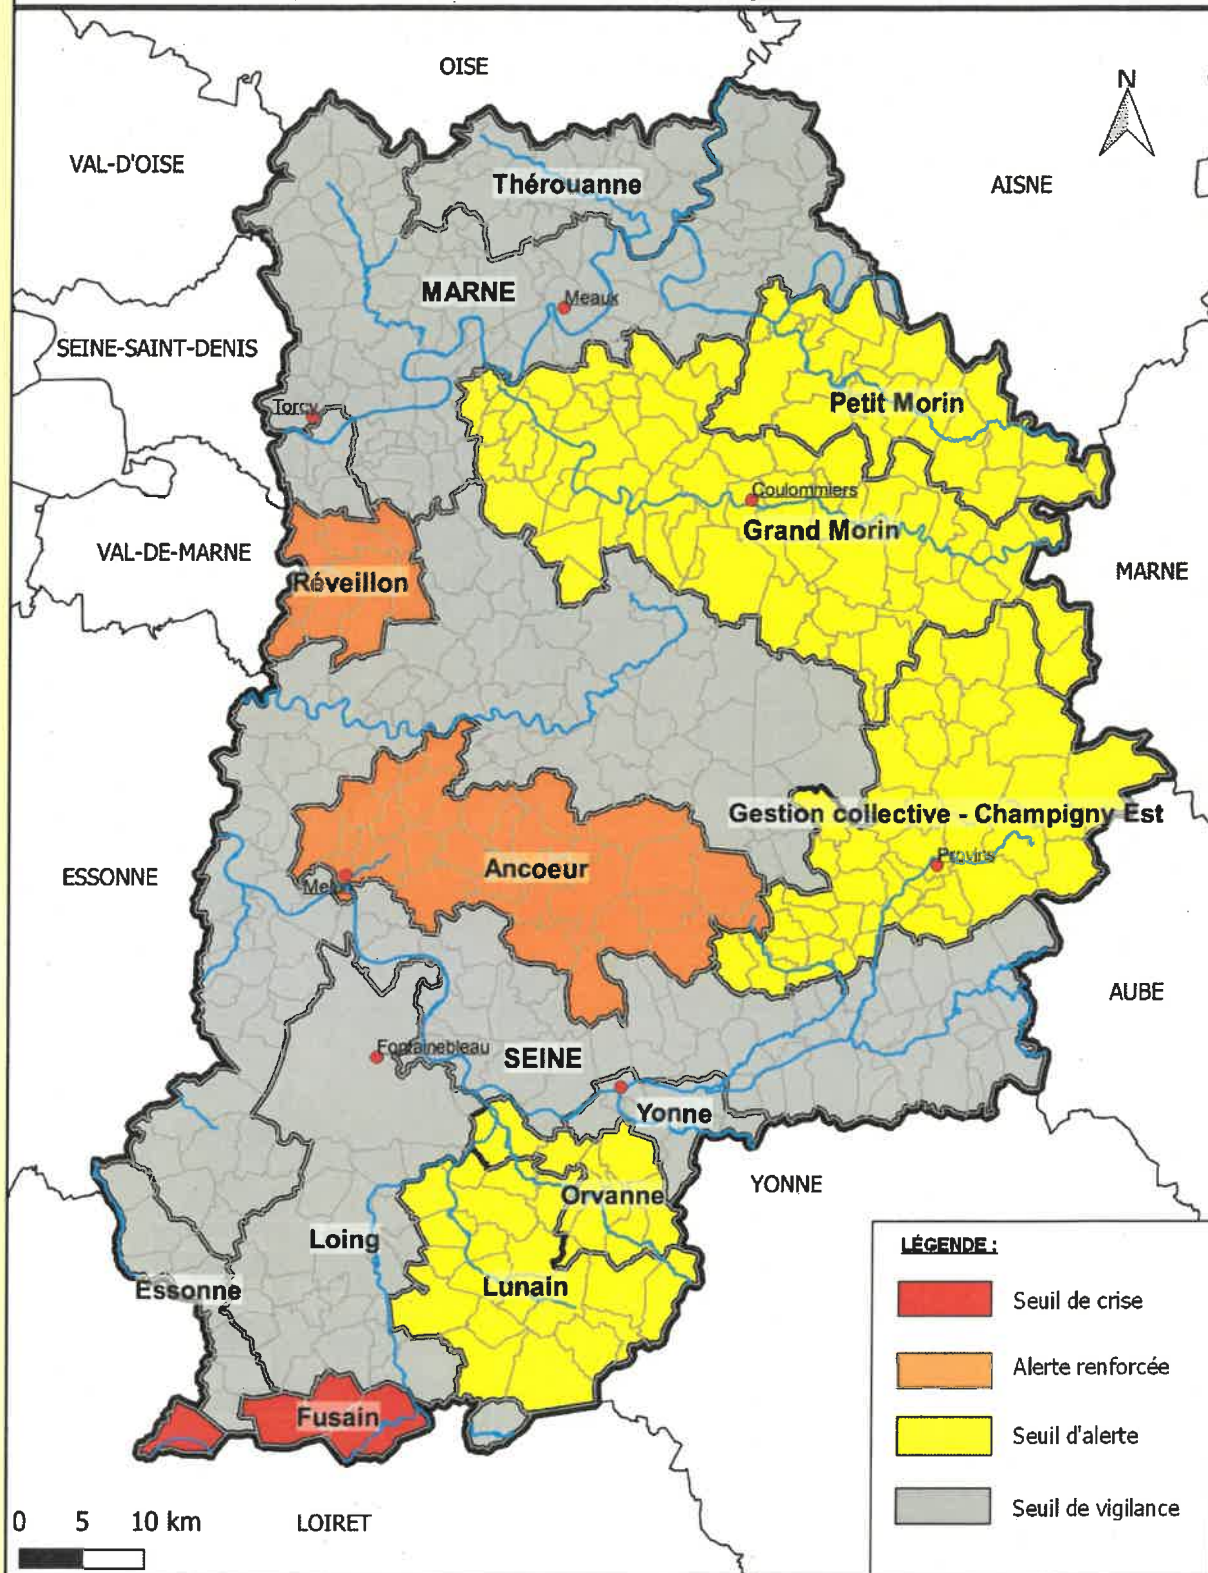 OISE
N
VAL-D'OISE
Thérouanne
AISNE
MARNE
Meaux
SEINE-SAINT-DENIS
Torcy
Petit Morin
Coulommiers
Grand Morin
VAL-DE-MARNE
MARNE
Réveillon
Gestion collective - Champigny Est
Provins
ESSONNE
Ancoeur
Melun
AUBE
Fontainebleau
SEINE
Yonne
YONNE
Orvanne
Loing
LÉGENDE :
Lunain
Essonne
Seuil de crise
Alerte renforcée
Fusain
Seuil d'alerte
Seuil de vigilance
0 5 10 km
LOIRET